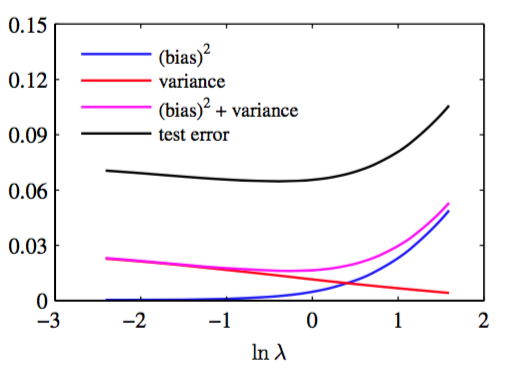 0.15
(bias)²
0.12
variance
(bias)² + variance
0.09
test error
0.06
0.03
0
−3 −2 −1 0 1 2
ln λ